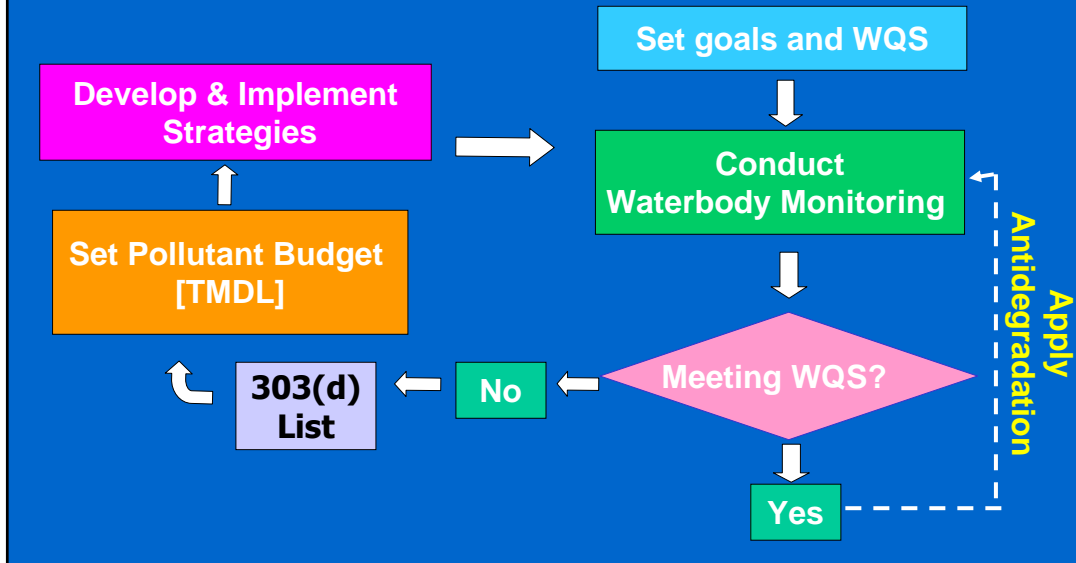 Set goals and WQS
Develop & Implement
Strategies
Conduct
Waterbody Monitoring
Set Pollutant Budget
[TMDL]
Apply
Antidegradation
Meeting WQS?
No
303(d)
List
Yes